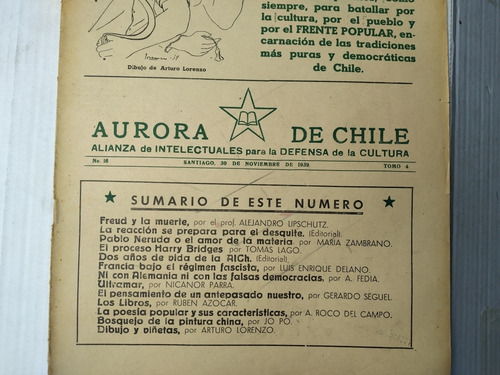 siempre, para batallar por
la cultura, por el pueblo y
por el FRENTE POPULAR, en-
carnación de las tradiciones
más puras y democráticas
de Chile.
Dibujo de Arturo Lorenzo
AURORA DE CHILE
ALIANZA de INTELECTUALES para la DEFENSA de la CULTURA
No. 16 SANTIAGO, 30 DE NOVIEMBRE DE 1939. TOMO 4
SUMARIO DE ESTE NUMERO
Freud y la muerte, por el prof. ALEJANDRO LIPSCHUTZ.
La reacción se prepara para el desquite. (Editorial).
Pablo Neruda o el amor de la materia. por MARIA ZAMBRANO.
El proceso Harry Bridges por TOMAS LAGO.
Dos años de vida de la AICh. (Editorial).
Francia bajo el régimen fascista, por LUIS ENRIQUE DELANO.
Ni con Alemania ni con las falsas democracias, por A. FEDIA.
Ultramar, por NICANOR PARRA.
El pensamiento de un antepasado nuestro, por GERARDO SEGUEL.
Los Libros, por RUBEN AZOCAR.
La poesía popular y sus características, por A. ROCO DEL CAMPO.
Bosquejo de la pintura china, por JO PO.
Dibujo y viñetas, por ARTURO LORENZO.